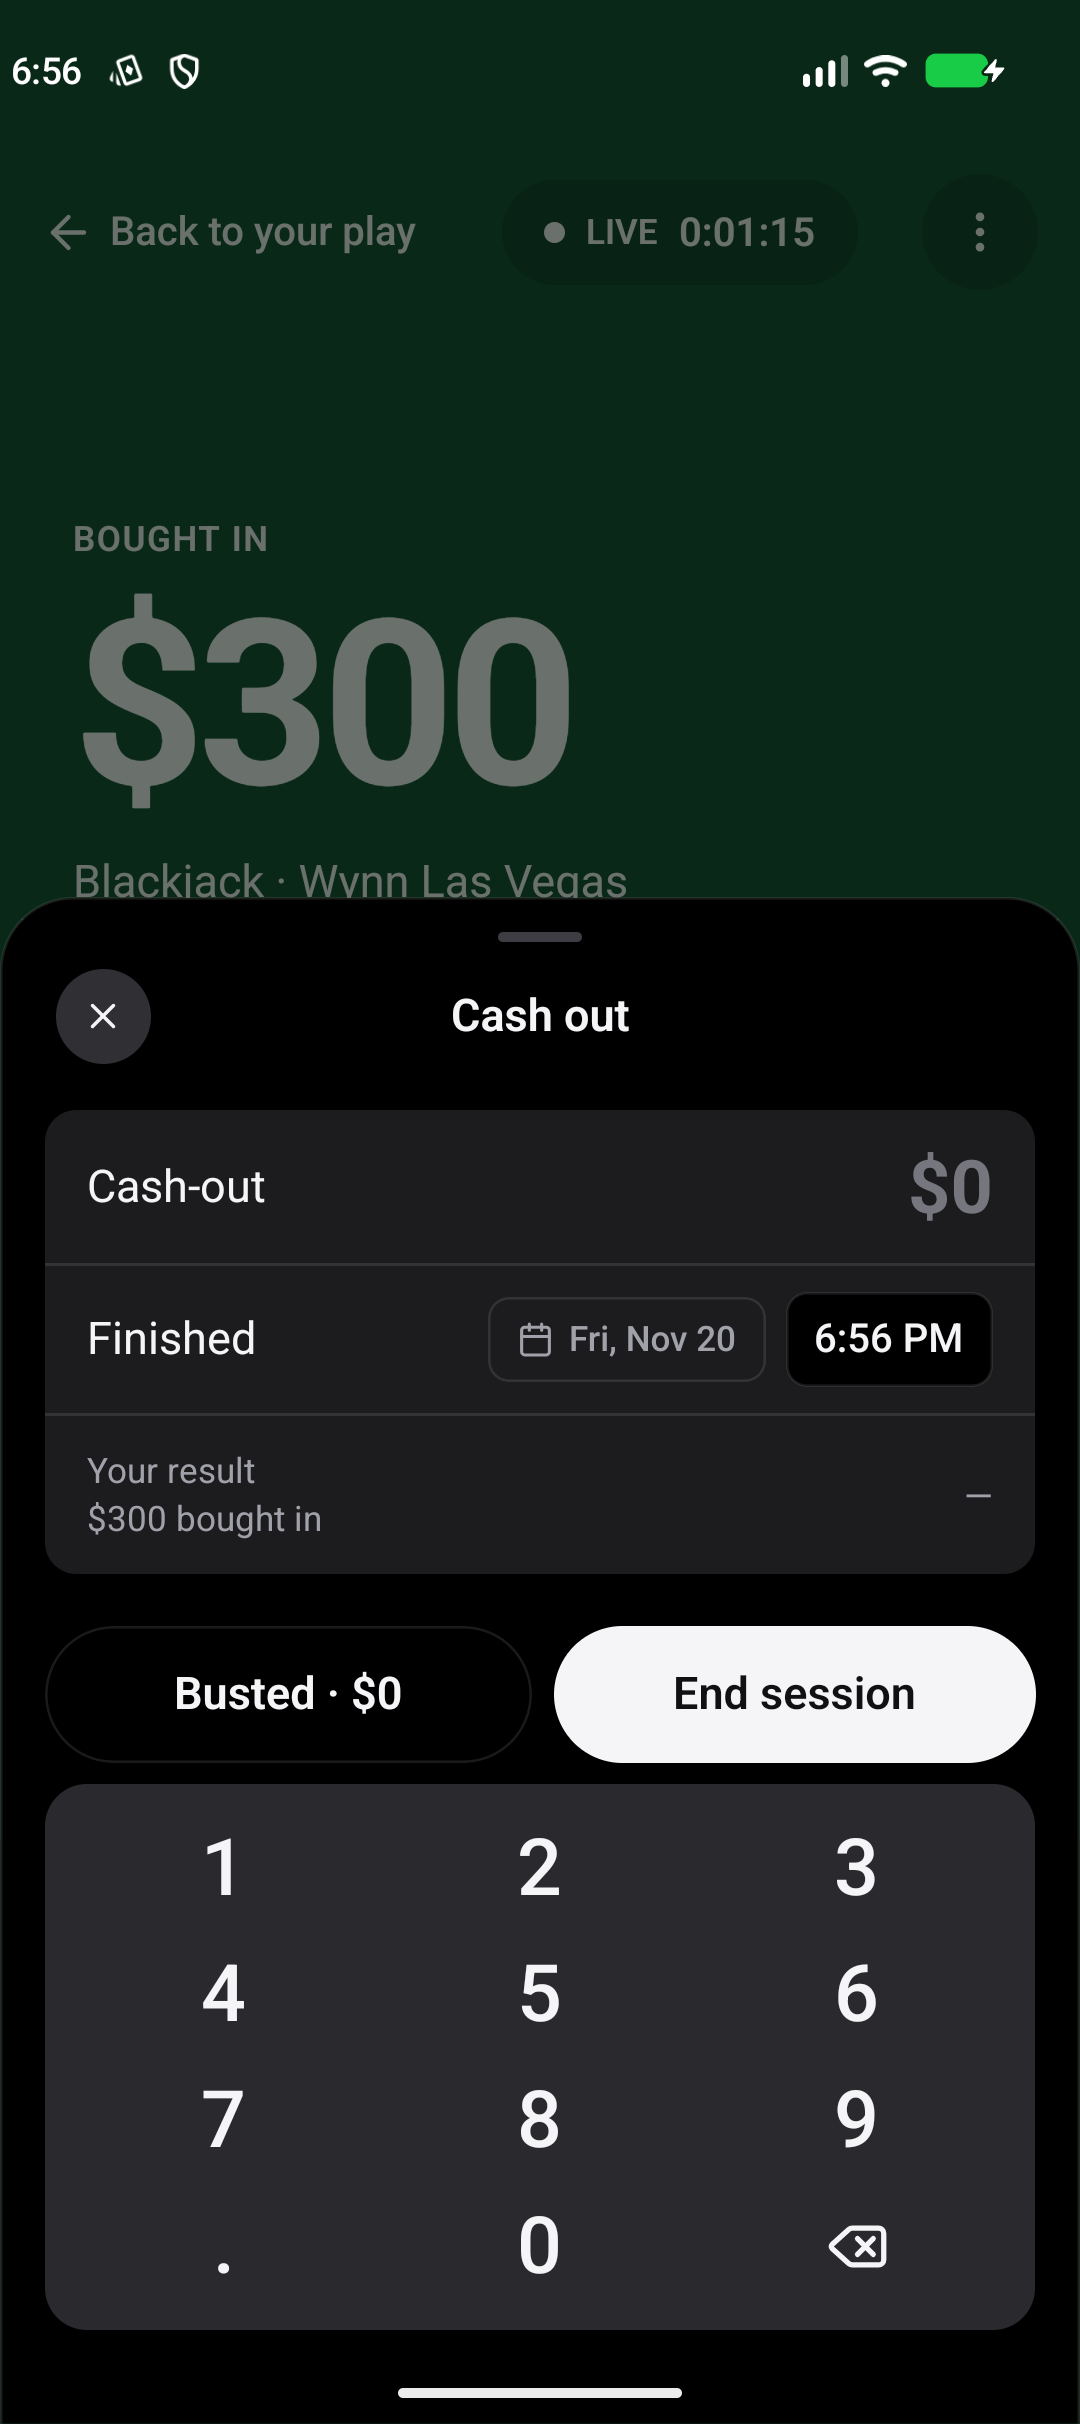 6:56
Back to your play
LIVE 0:01:15
BOUGHT IN
$300
Blackjack · Wynn Las Vegas
Cash out
Cash-out $0
Finished Fri, Nov 20 6:56 PM
Your result
$300 bought in
–
Busted · $0 End session
1 2 3
4 5 6
7 8 9
. 0